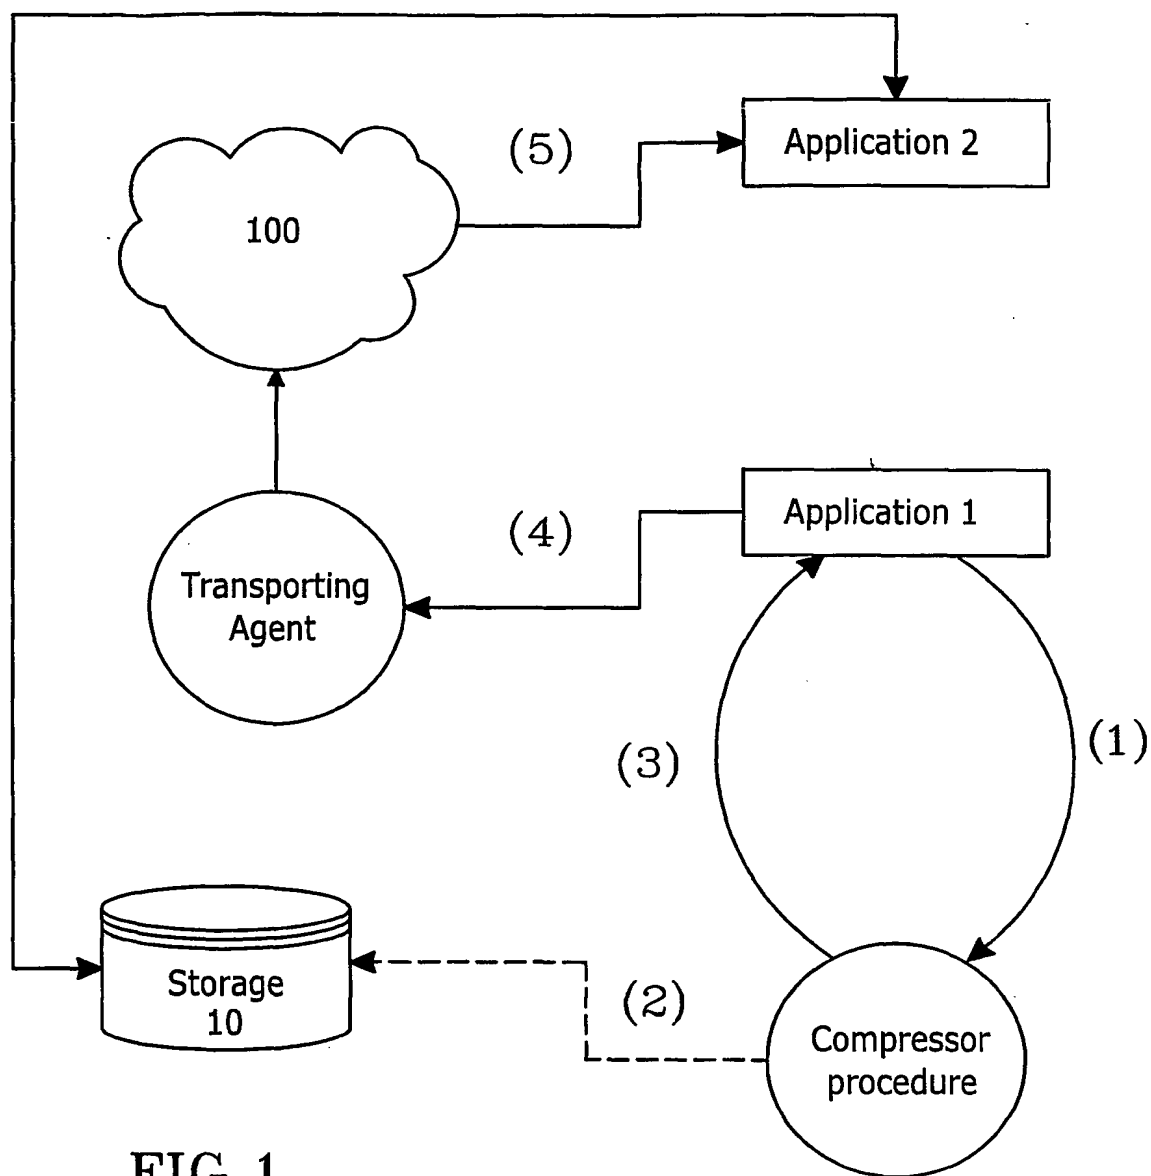 Application 2
(5)
100
Application 1
(4)
Transporting
Agent
(1)
(3)
Storage
10
(2)
Compressor
procedure
FIG. 1